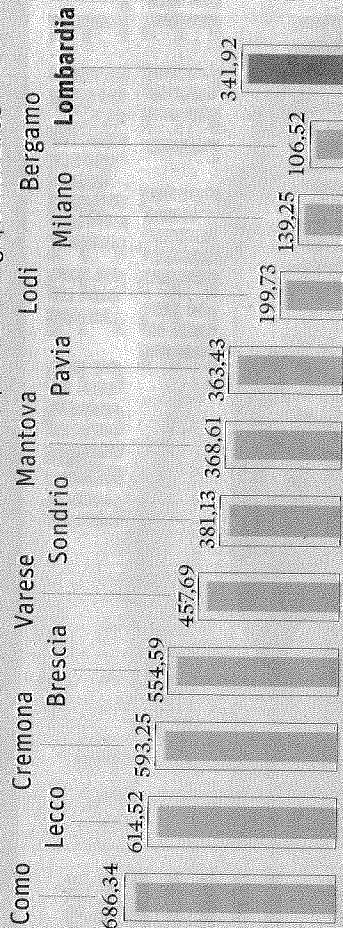 Como
Lecco
Cremona
Brescia
Varese
Sondrio
Mantova
Pavia
Lodi
Milano
Bergamo
Lombardia
686,34
614,52
593,25
554,59
457,69
381,13
368,61
363,43
199,73
139,25
106,52
341,92